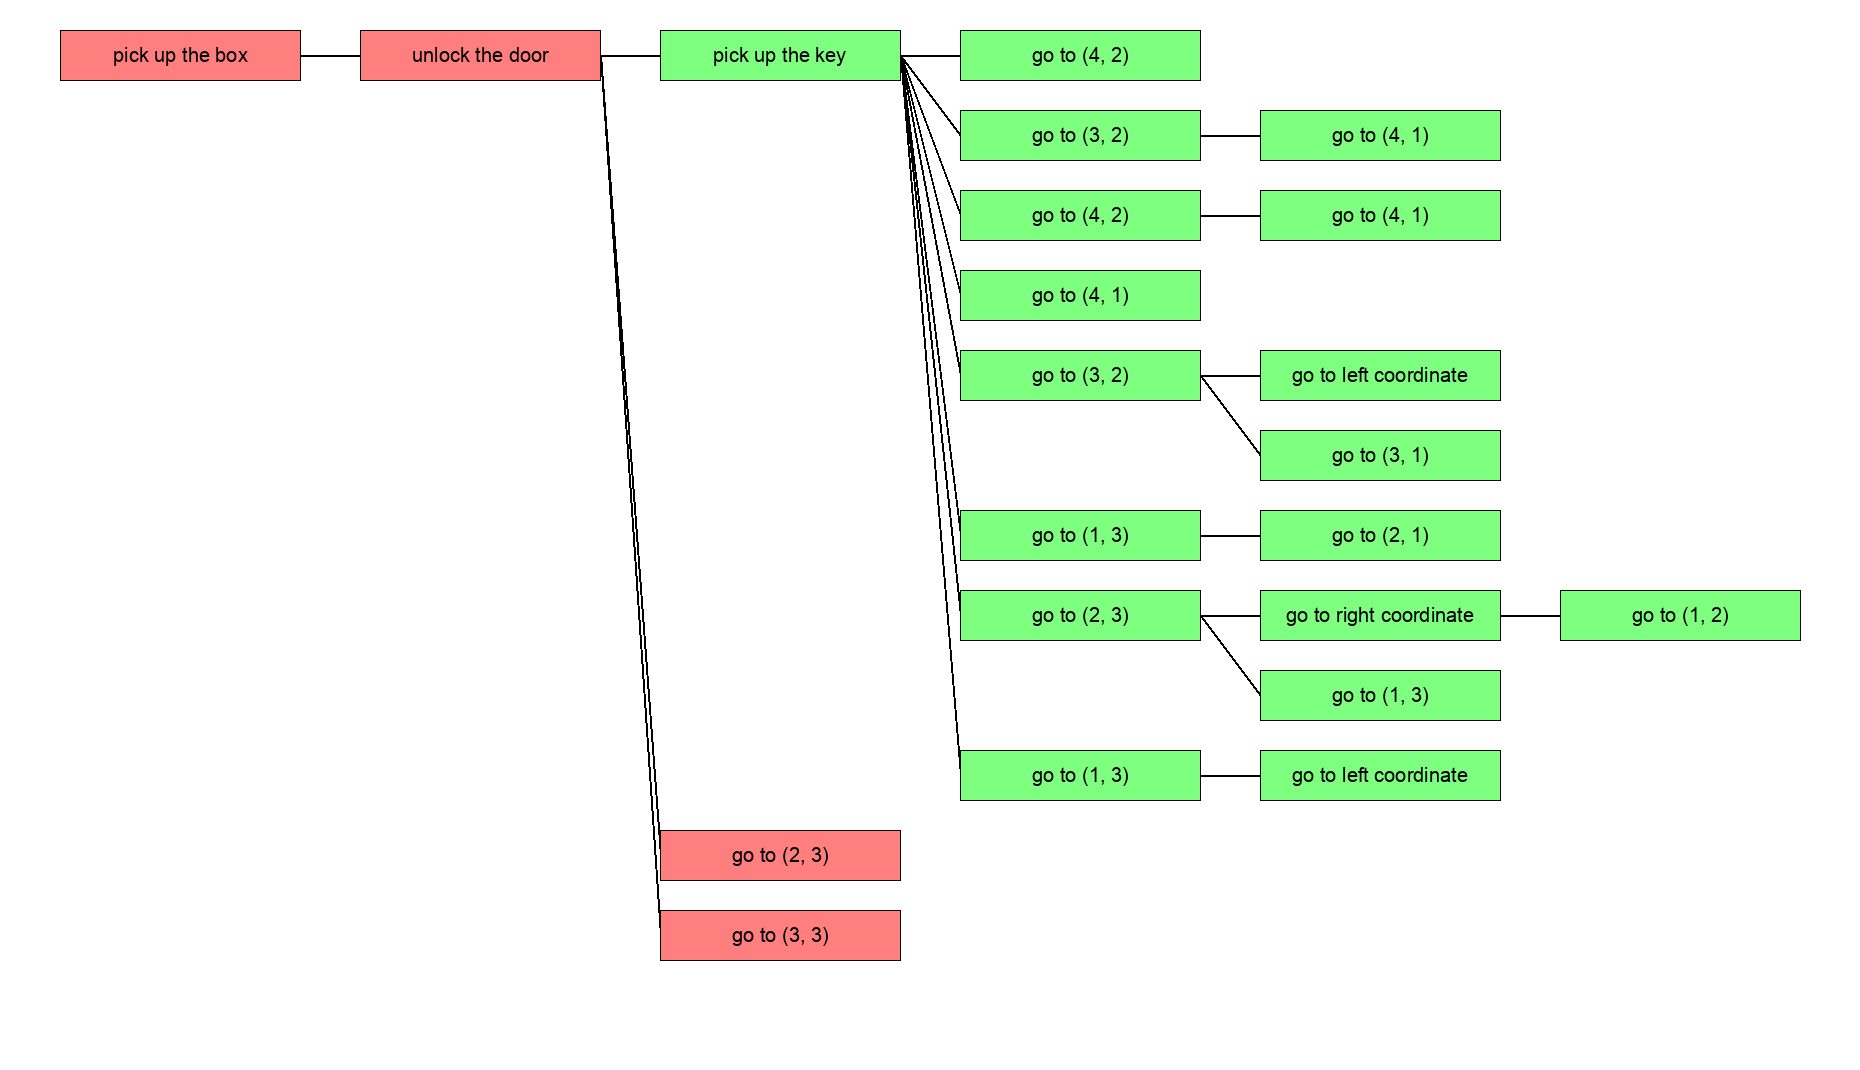 pick up the box
unlock the door
pick up the key
go to (4, 2)
go to (3, 2)
go to (4, 1)
go to (4, 2)
go to (4, 1)
go to (4, 1)
go to (3, 2)
go to left coordinate
go to (3, 1)
go to (1, 3)
go to (2, 1)
go to (2, 3)
go to right coordinate
go to (1, 2)
go to (1, 3)
go to (1, 3)
go to left coordinate
go to (2, 3)
go to (3, 3)